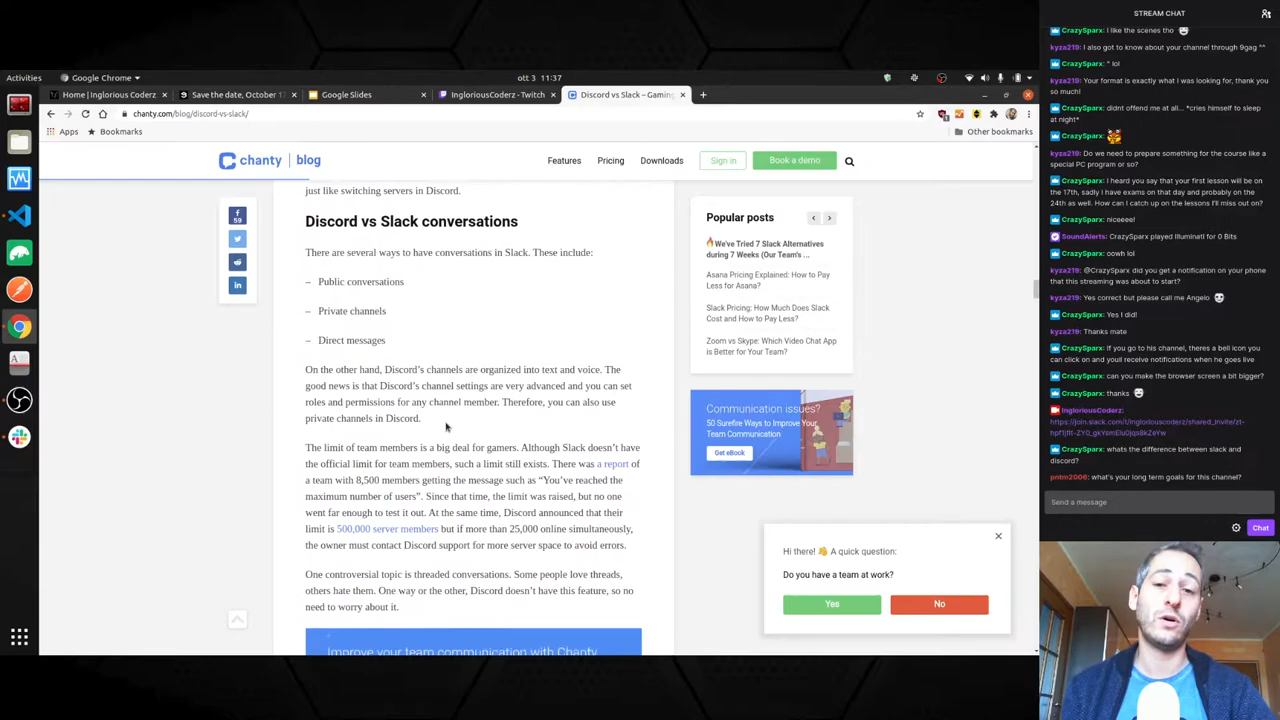 Activities
Google Chrome
ott 3 11:37
Home | Inglorious Coderz
Save the date, October 17
Google Slides
IngloriousCoderz - Twitch
Discord vs Slack – Gaming
chanty.com/blog/discord-vs-slack/
Apps
Bookmarks
Other bookmarks
chanty | blog
Features
Pricing
Downloads
Sign in
Book a demo
59
just like switching servers in Discord.
Discord vs Slack conversations
There are several ways to have conversations in Slack. These include:
– Public conversations
– Private channels
– Direct messages
On the other hand, Discord's channels are organized into text and voice. The
good news is that Discord's channel settings are very advanced and you can set
roles and permissions for any channel member. Therefore, you can also use
private channels in Discord.
The limit of team members is a big deal for gamers. Although Slack doesn't have
the official limit for team members, such a limit still exists. There was a report of
a team with 8,500 members getting the message such as “You've reached the
maximum number of users”. Since that time, the limit was raised, but no one
went far enough to test it out. At the same time, Discord announced that their
limit is 500,000 server members but if more than 25,000 online simultaneously,
the owner must contact Discord support for more server space to avoid errors.
One controversial topic is threaded conversations. Some people love threads,
others hate them. One way or the other, Discord doesn't have this feature, so no
need to worry about it.
Improve your team communication with Chanty
Popular posts
We've Tried 7 Slack Alternatives
during 7 Weeks (Our Team's ...
Asana Pricing Explained: How to Pay
Less for Asana?
Slack Pricing: How Much Does Slack
Cost and How to Pay Less?
Zoom vs Skype: Which Video Chat App
is Better for Your Team?
Communication issues?
50 Surefire Ways to Improve Your
Team Communication
Get eBook
Hi there! 👋 A quick question:
Do you have a team at work?
Yes
No
STREAM CHAT
CrazySparx: I like the scenes tho
kyza219: I also got to know about your channel through 9gag ^^
CrazySparx: ^ lol
kyza219: Your format is exactly what I was looking for, thank you
so much!
CrazySparx: didnt offend me at all... *cries himself to sleep
at night*
CrazySparx:
kyza219: Do we need to prepare something for the course like a
special PC program or so?
kyza219: I heard you say that your first lesson will be on
the 17th, sadly I have exams on that day and probably on the
24th as well. How can I catch up on the lessons I'll miss out on?
CrazySparx: niceeee!
SoundAlerts: CrazySparx played Illuminati for 0 Bits
CrazySparx: oowh lol
kyza219: @CrazySparx did you get a notification on your phone
that this streaming was about to start?
kyza219: Yes correct but please call me Angelo
CrazySparx: Yes I did!
kyza219: Thanks mate
CrazySparx: If you go to his channel, theres a bell icon you
can click on and youll receive notifications when he goes live
CrazySparx: can you make the browser screen a bit bigger?
CrazySparx: thanks
IngloriousCoderz:
CrazySparx: whats the difference between slack and
discord?
pntm2006: what's your long term goals for this channel?
Send a message
Chat